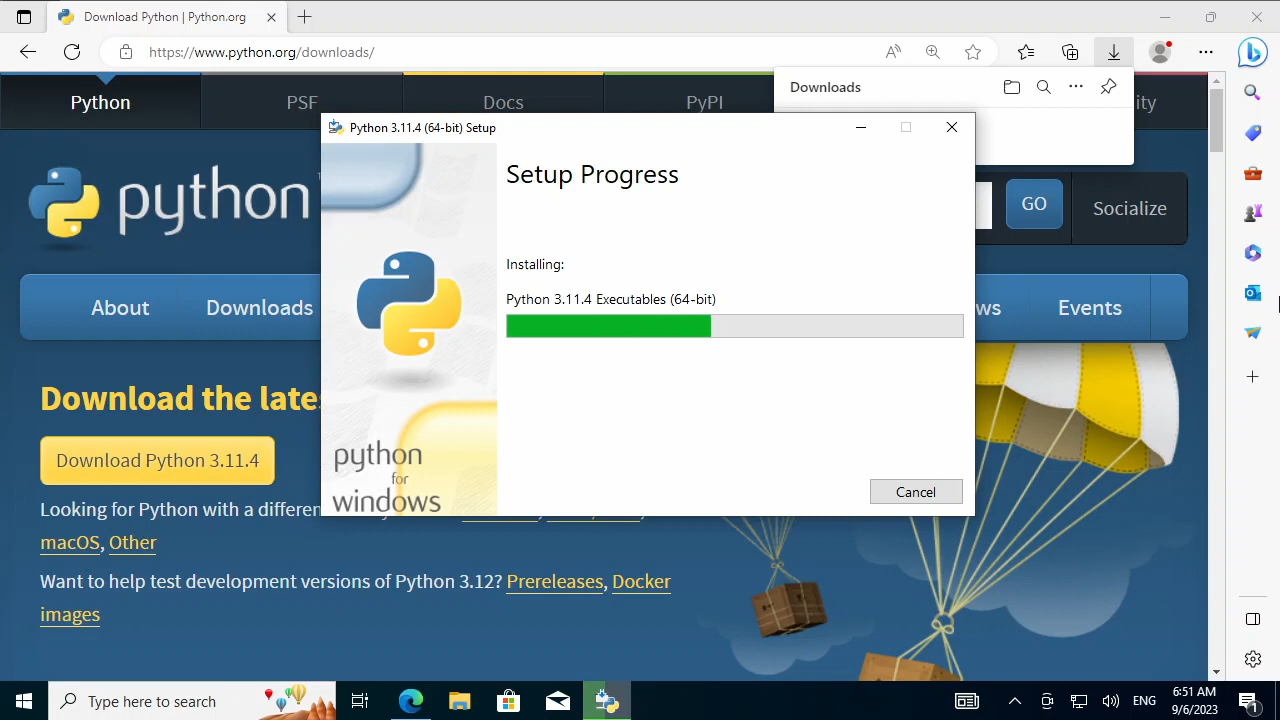 Download Python | Python.org
https://www.python.org/downloads/
Downloads
Python
PSF
Docs
PyPI
ity
Python 3.11.4 (64-bit) Setup
Setup Progress
python
GO
Socialize
Installing:
Python 3.11.4 Executables (64-bit)
About
Downloads
ws
Events
Download the late
Download Python 3.11.4
python
for
windows
Cancel
Looking for Python with a differen
macOS, Other
Want to help test development versions of Python 3.12? Prereleases, Docker
images
Type here to search
ENG
6:51 AM
9/6/2023
1